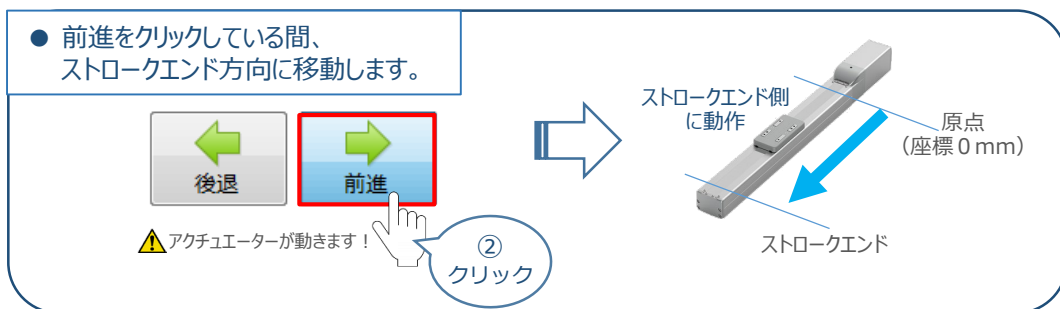 ● 前進をクリックしている間、
ストロークエンド方向に移動します。
後退
前進
アクチュエーターが動きます！
②
クリック
ストロークエンド側
に動作
原点
（座標０mm）
ストロークエンド